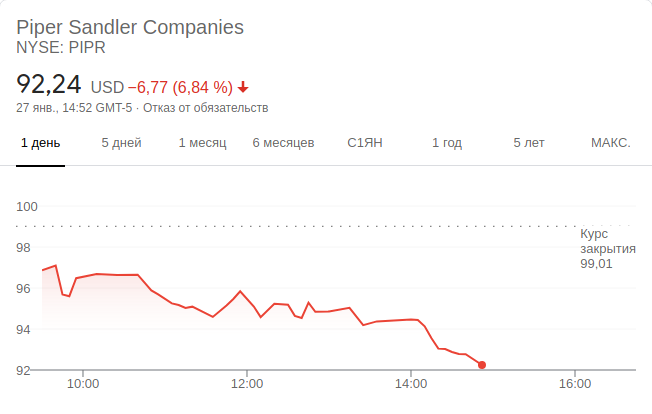 Piper Sandler Companies
NYSE: PIPR
92,24 USD −6,77 (6,84 %)
27 янв., 14:52 GMT-5 · Отказ от обязательств
1 день 5 дней 1 месяц 6 месяцев С1ЯН 1 год 5 лет МАКС.
100
Курс
98 закрытия
99,01
96
94
92
10:00 12:00 14:00 16:00